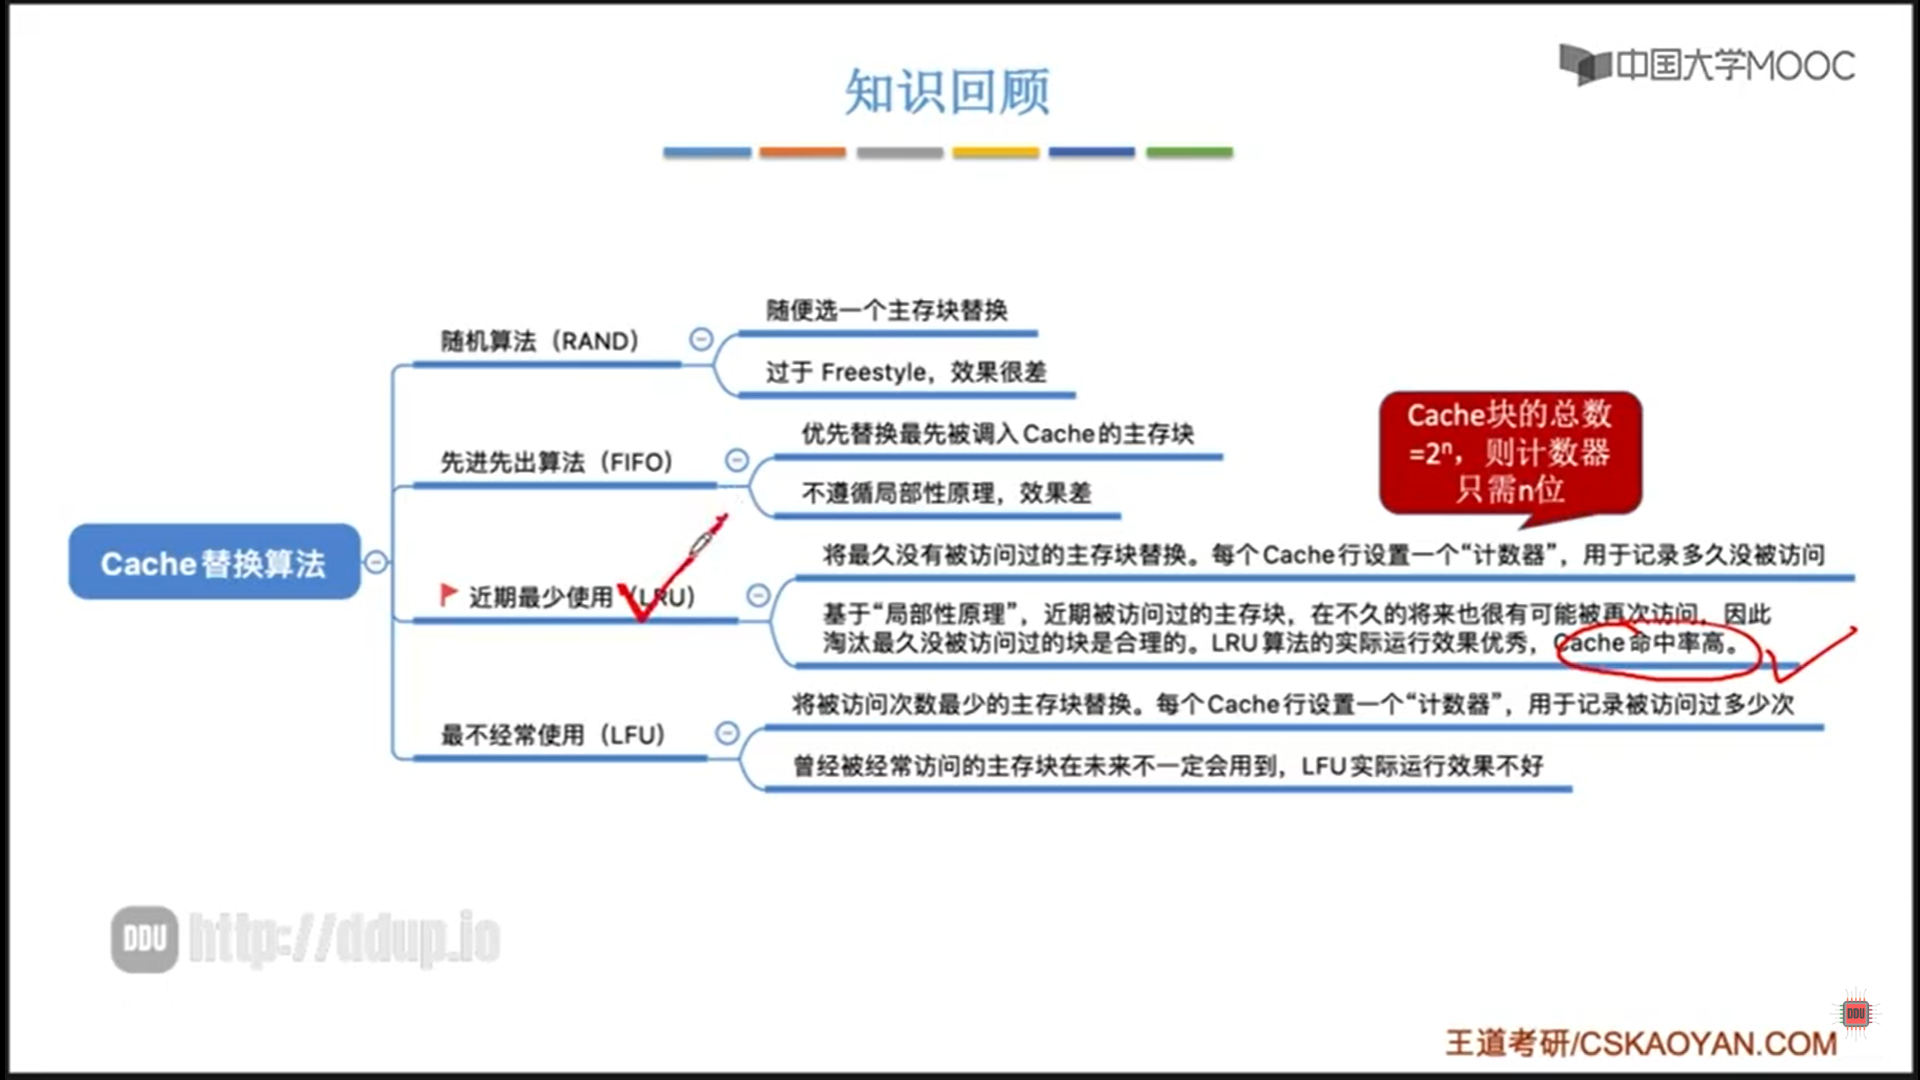 中国大学MOOC
知识回顾
随机算法（RAND）
随便选一个主存块替换
过于 Freestyle，效果很差
先进先出算法（FIFO）
优先替换最先被调入Cache的主存块
不遵循局部性原理，效果差
Cache块的总数
=2ⁿ，则计数器
只需n位
Cache替换算法
近期最少使用（LRU）
将最久没有被访问过的主存块替换。每个Cache行设置一个“计数器”，用于记录多久没被访问
基于“局部性原理”，近期被访问过的主存块，在不久的将来也很有可能被再次访问，因此
淘汰最久没被访问过的块是合理的。LRU算法的实际运行效果优秀，Cache命中率高。
最不经常使用（LFU）
将被访问次数最少的主存块替换。每个Cache行设置一个“计数器”，用于记录被访问过多少次
曾经被经常访问的主存块在未来不一定会用到，LFU实际运行效果不好
DDU http://ddup.io
DDU
王道考研/CSKAOYAN.COM